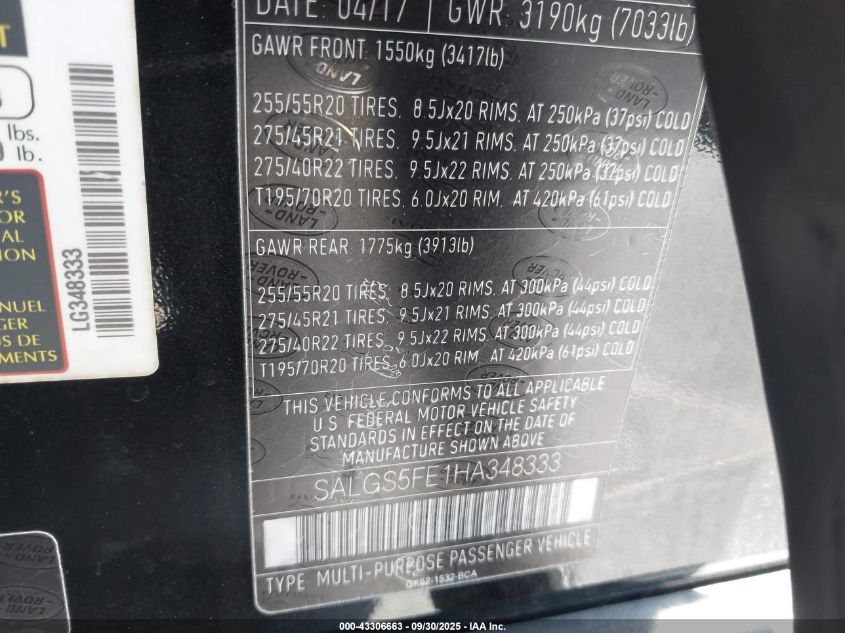 DATE: 04/17 GWR: 3190kg (7033lb)
GAWR FRONT: 1550kg (3417lb)
255/55R20 TIRES. 8.5Jx20 RIMS. AT 250kPa (37psi) COLD
275/45R21 TIRES. 9.5Jx21 RIMS. AT 250kPa (37psi) COLD
275/40R22 TIRES. 9.5Jx22 RIMS. AT 250kPa (37psi) COLD
T195/70R20 TIRES. 6.0Jx20 RIM. AT 420kPa (61psi) COLD
GAWR REAR: 1775kg (3913lb)
255/55R20 TIRES. 8.5Jx20 RIMS. AT 300kPa (44psi) COLD
275/45R21 TIRES. 9.5Jx21 RIMS. AT 300kPa (44psi) COLD
275/40R22 TIRES. 9.5Jx22 RIMS. AT 300kPa (44psi) COLD
T195/70R20 TIRES. 6.0Jx20 RIM. AT 420kPa (61psi) COLD
THIS VEHICLE CONFORMS TO ALL APPLICABLE
U.S. FEDERAL MOTOR VEHICLE SAFETY
STANDARDS IN EFFECT ON THE DATE OF
MANUFACTURE SHOWN ABOVE
SALGS5FE1HA348333
TYPE: MULTI-PURPOSE PASSENGER VEHICLE
GK52-1532-BCA
lbs.
lb.
LG348333
LAND-ROVER
000-43306663 - 09/30/2025 - IAA, Inc.